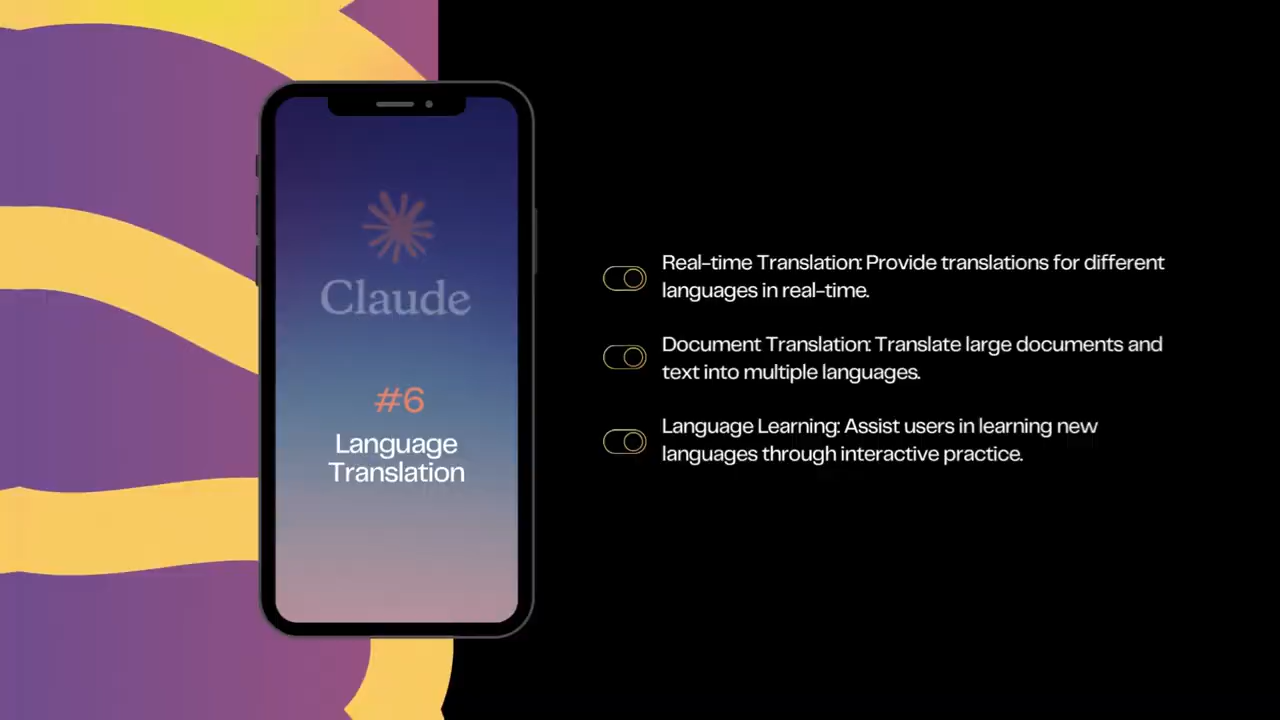 Claude
#6
Language
Translation
Real-time Translation: Provide translations for different
languages in real-time.
Document Translation: Translate large documents and
text into multiple languages.
Language Learning: Assist users in learning new
languages through interactive practice.